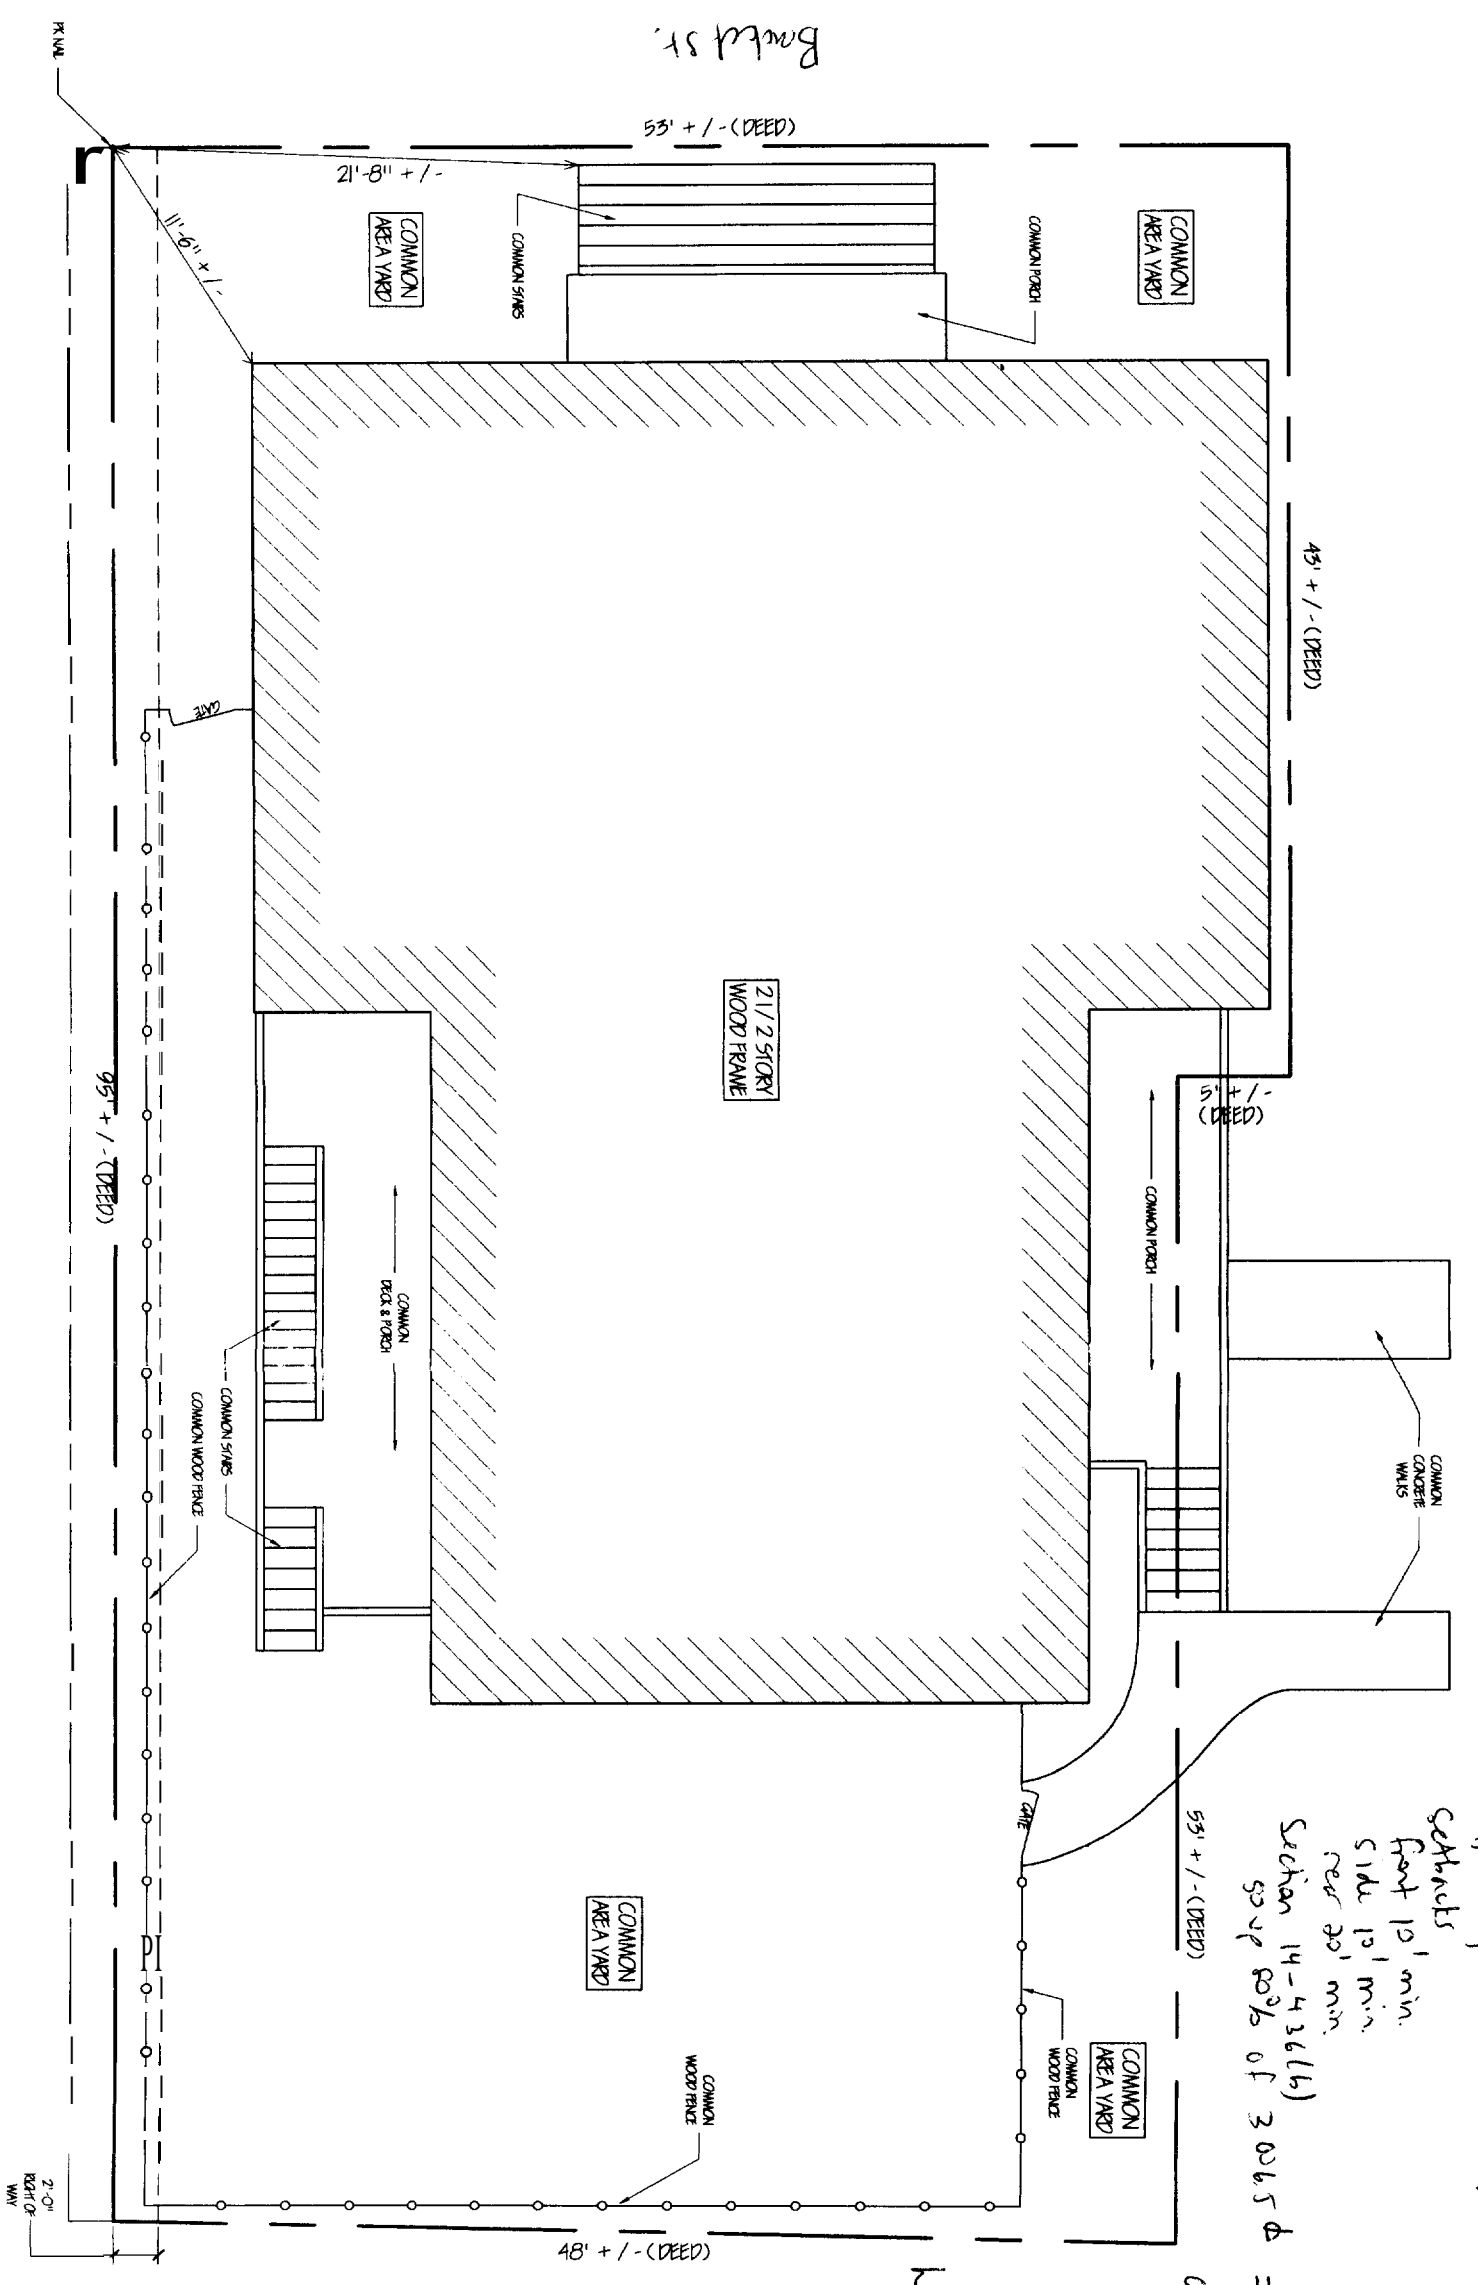 PK NAIL
53' +/- (DEED)
21'-8" +/-
11'-9" +/-
COMMON
AREA YARD
COMMON STAIRS
COMMON PORCH
COMMON
AREA YARD
43' +/- (DEED)
GATE
2 1/2 STORY
WOOD FRAME
5' +/-
(DEED)
95' +/- (DEED)
COMMON PORCH
COMMON
DECK & PORCH
COMMON STAIRS
COMMON WOOD FENCE
COMMON
CONCRETE
WALKS
GATE
53' +/- (DEED)
Setbacks
front 10' min.
side 10' min.
rear 20' min.
Section 14-436(b)
80% of
COMMON
AREA YARD
COMMON
AREA YARD
COMMON
WOOD FENCE
COMMON
WOOD FENCE
PI
48' +/- (DEED)
2'-0"
RIGHT OF
WAY